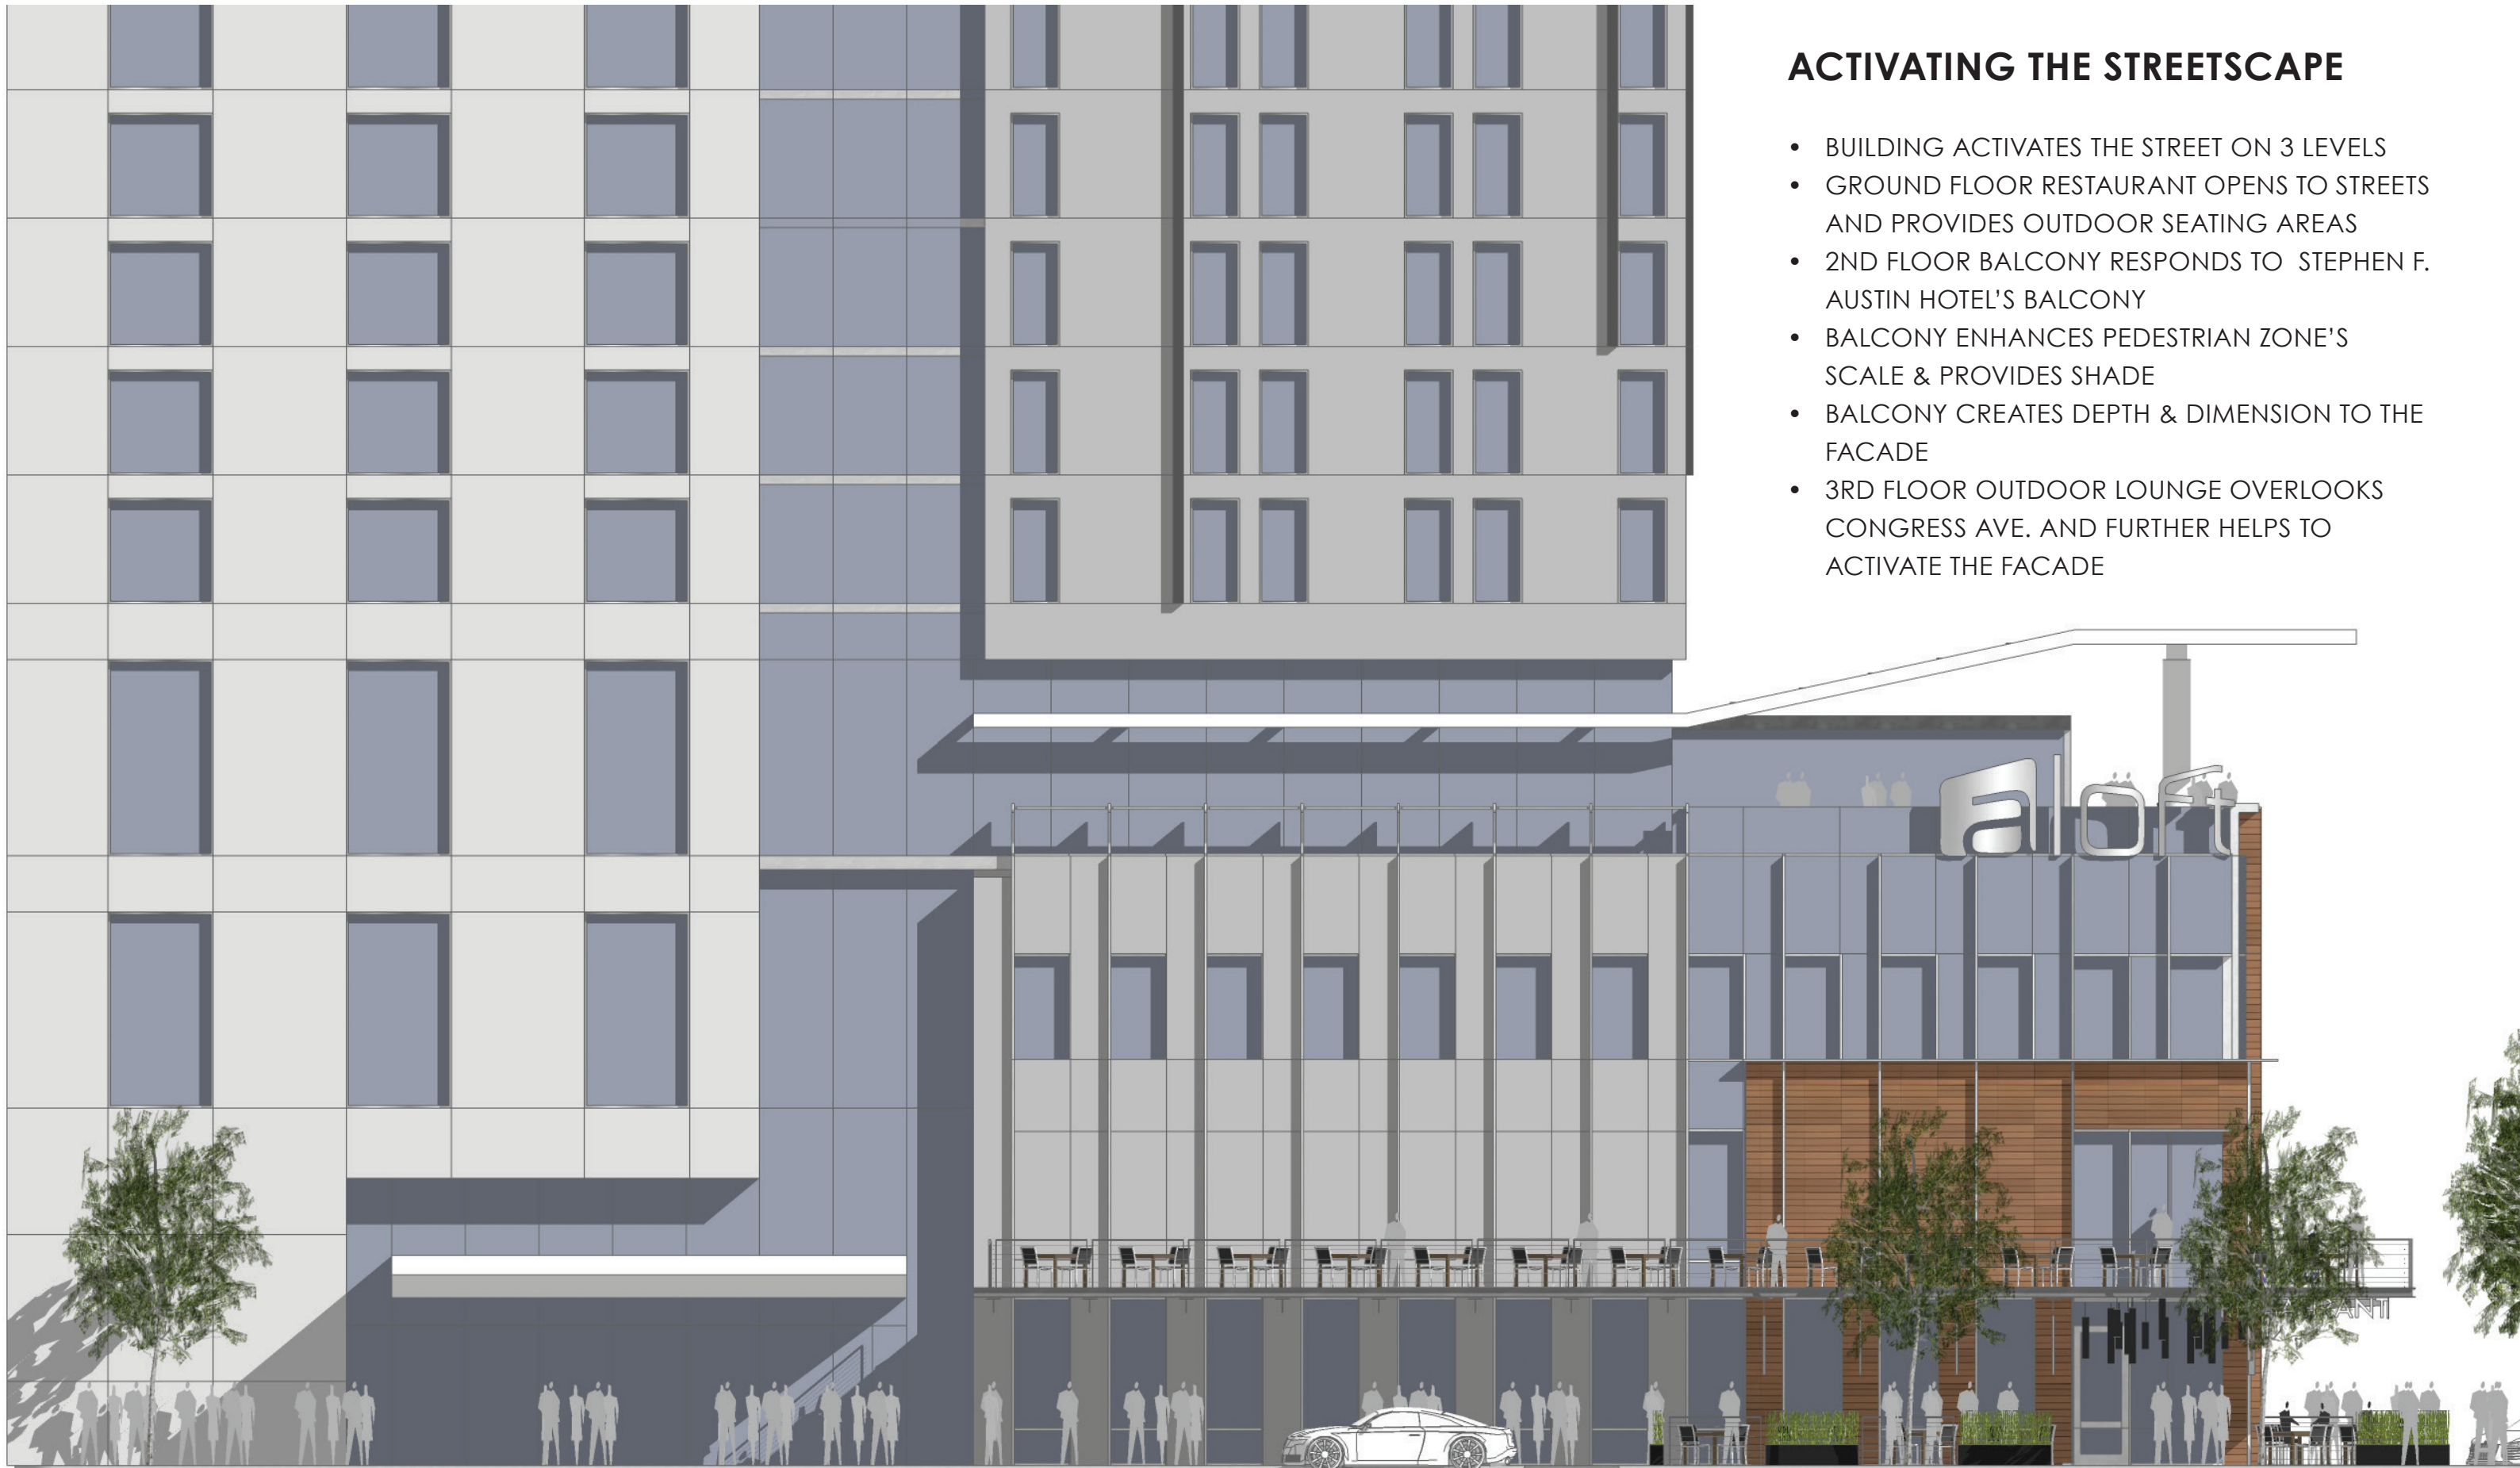 ACTIVATING THE STREETSCAPE
• BUILDING ACTIVATES THE STREET ON 3 LEVELS
• GROUND FLOOR RESTAURANT OPENS TO STREETS
AND PROVIDES OUTDOOR SEATING AREAS
• 2ND FLOOR BALCONY RESPONDS TO  STEPHEN F.
AUSTIN HOTEL'S BALCONY
• BALCONY ENHANCES PEDESTRIAN ZONE'S
SCALE & PROVIDES SHADE
• BALCONY CREATES DEPTH & DIMENSION TO THE
FACADE
• 3RD FLOOR OUTDOOR LOUNGE OVERLOOKS
CONGRESS AVE. AND FURTHER HELPS TO
ACTIVATE THE FACADE
aloft